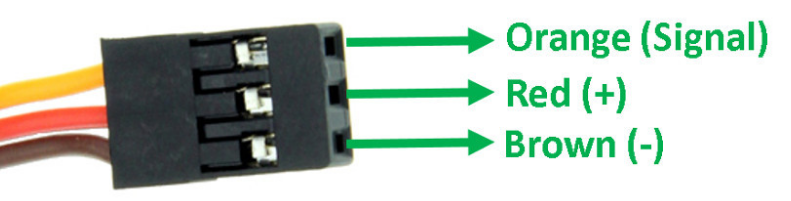 Orange (Signal)
Red (+)
Brown (-)